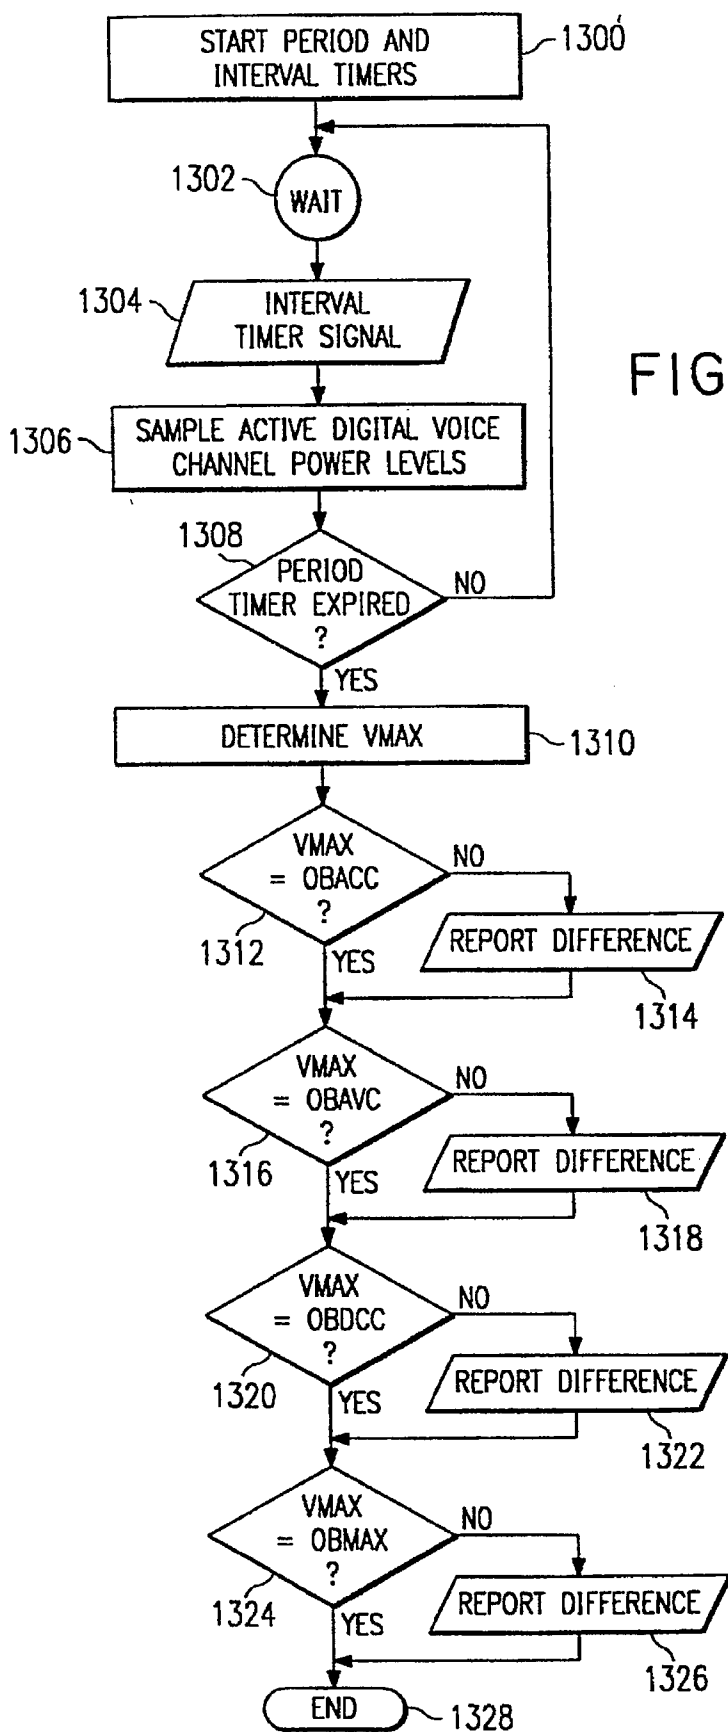 START PERIOD AND
INTERVAL TIMERS
1300
1302
WAIT
1304
INTERVAL
TIMER SIGNAL
FIG
1306
SAMPLE ACTIVE DIGITAL VOICE
CHANNEL POWER LEVELS
1308
PERIOD
TIMER EXPIRED
?
NO
YES
DETERMINE VMAX
1310
VMAX
= OBACC
?
NO
1312
YES
REPORT DIFFERENCE
1314
VMAX
= OBAVC
?
NO
1316
YES
REPORT DIFFERENCE
1318
VMAX
= OBDCC
?
NO
1320
YES
REPORT DIFFERENCE
1322
VMAX
= OBMAX
?
NO
1324
YES
REPORT DIFFERENCE
1326
END
1328